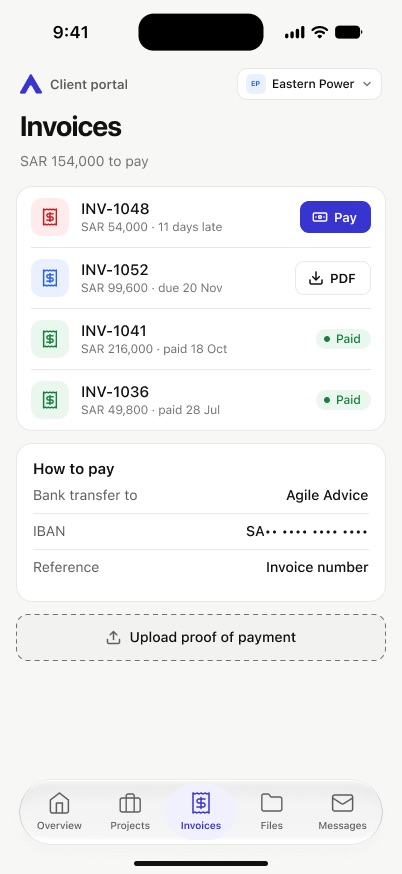 9:41
Client portal
EP Eastern Power
Invoices
SAR 154,000 to pay
INV-1048
SAR 54,000 · 11 days late
Pay
INV-1052
SAR 99,600 · due 20 Nov
PDF
INV-1041
SAR 216,000 · paid 18 Oct
Paid
INV-1036
SAR 49,800 · paid 28 Jul
Paid
How to pay
Bank transfer to Agile Advice
IBAN SA•• •••• •••• ••••
Reference Invoice number
Upload proof of payment
Overview Projects Invoices Files Messages